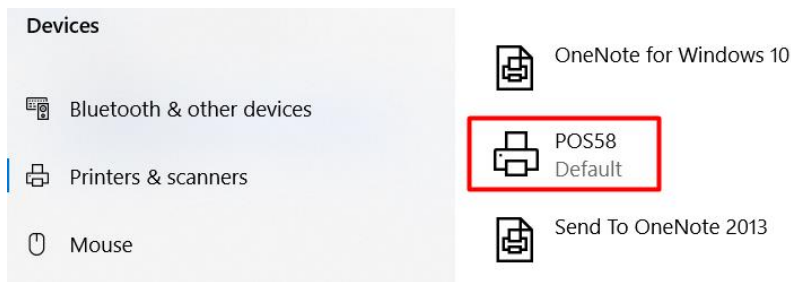 Devices
Bluetooth & other devices
Printers & scanners
Mouse
OneNote for Windows 10
POS58
Default
Send To OneNote 2013